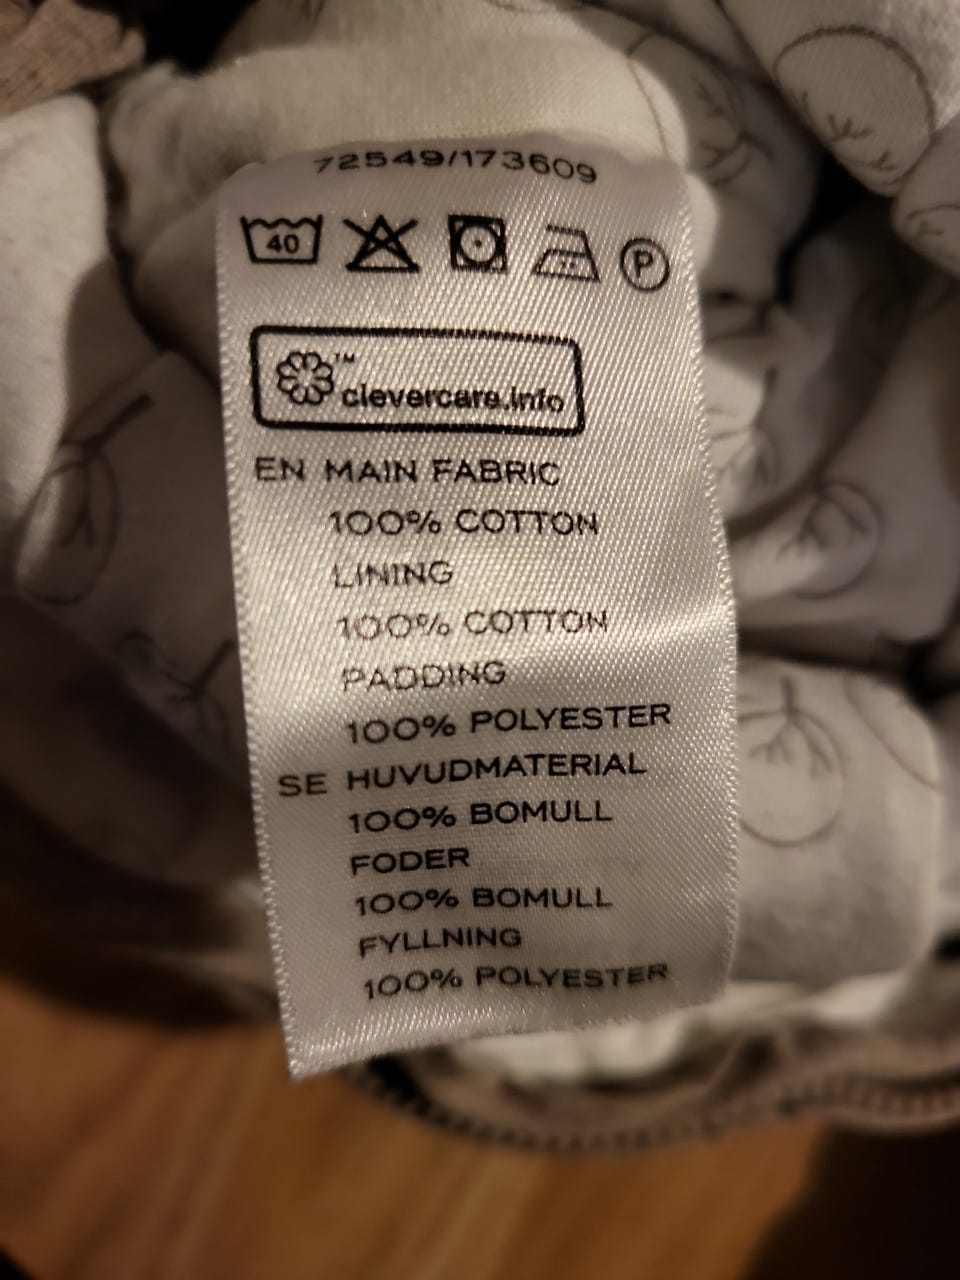 72549/173609
40 P
™
clevercare.info
EN MAIN FABRIC
100% COTTON
LINING
100% COTTON
PADDING
100% POLYESTER
SE HUVUDMATERIAL
100% BOMULL
FODER
100% BOMULL
FYLLNING
100% POLYESTER